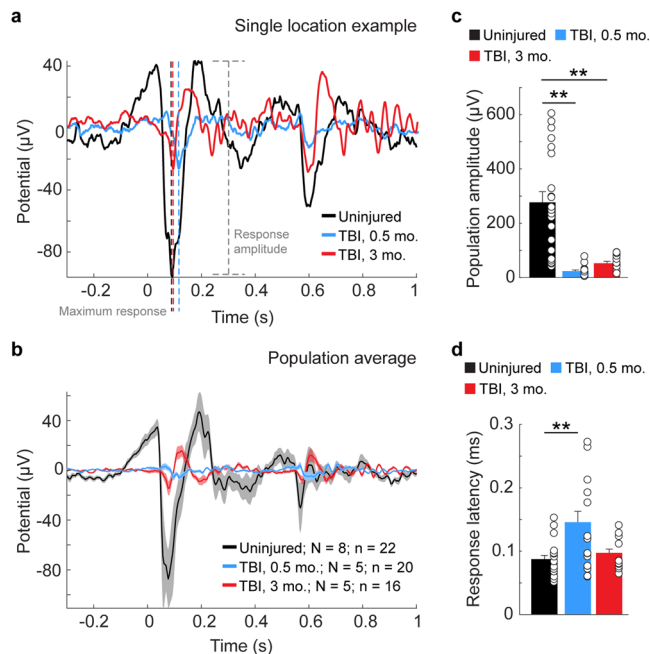 a
Single location example
40
0
-40
-80
Potential (µV)
Response
amplitude
Uninjured
TBI, 0.5 mo.
TBI, 3 mo.
-0.2 0 0.2 0.4 0.6 0.8 1
Maximum response
Time (s)
b
Population average
40
0
-40
-80
Potential (µV)
Uninjured; N = 8; n = 22
TBI, 0.5 mo.; N = 5; n = 20
TBI, 3 mo.; N = 5; n = 16
-0.2 0 0.2 0.4 0.6 0.8 1
Time (s)
c
Uninjured TBI, 0.5 mo.
TBI, 3 mo.
**
**
600
400
200
0
Population amplitude (µV)
d
Uninjured TBI, 0.5 mo.
TBI, 3 mo.
**
0.3
0.2
0.1
0
Response latency (ms)